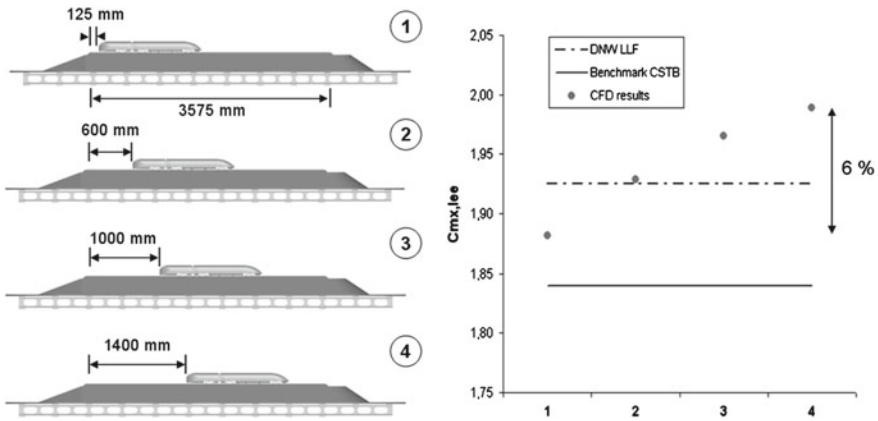 125 mm
1
3575 mm
600 mm
2
1000 mm
3
1400 mm
4
2,05
2,00
1,95
1,90
1,85
1,80
1,75
Cmx,lee
DNW LLF
Benchmark CSTB
CFD results
6 %
1 2 3 4